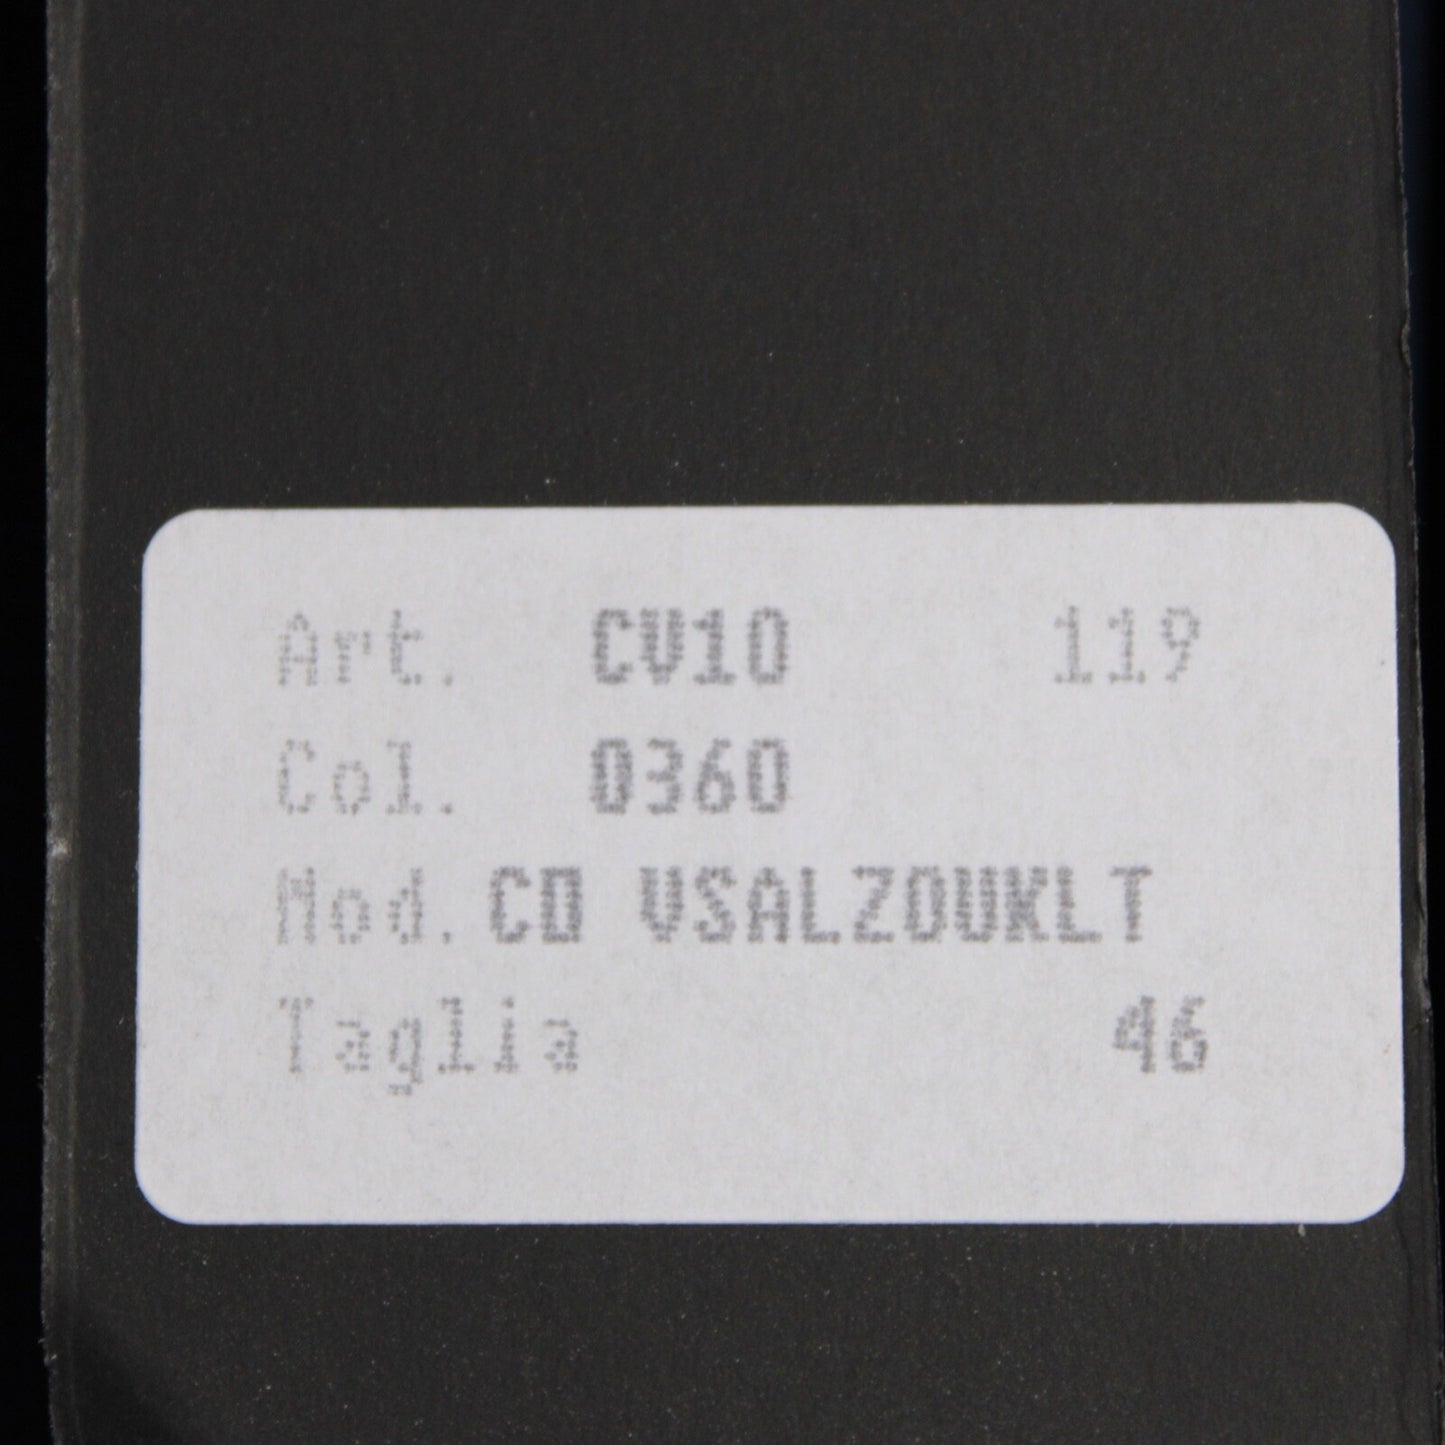 Art. CV10 119
Col. 0360
Mod. CD VSALZOUKLT
Taglia 46